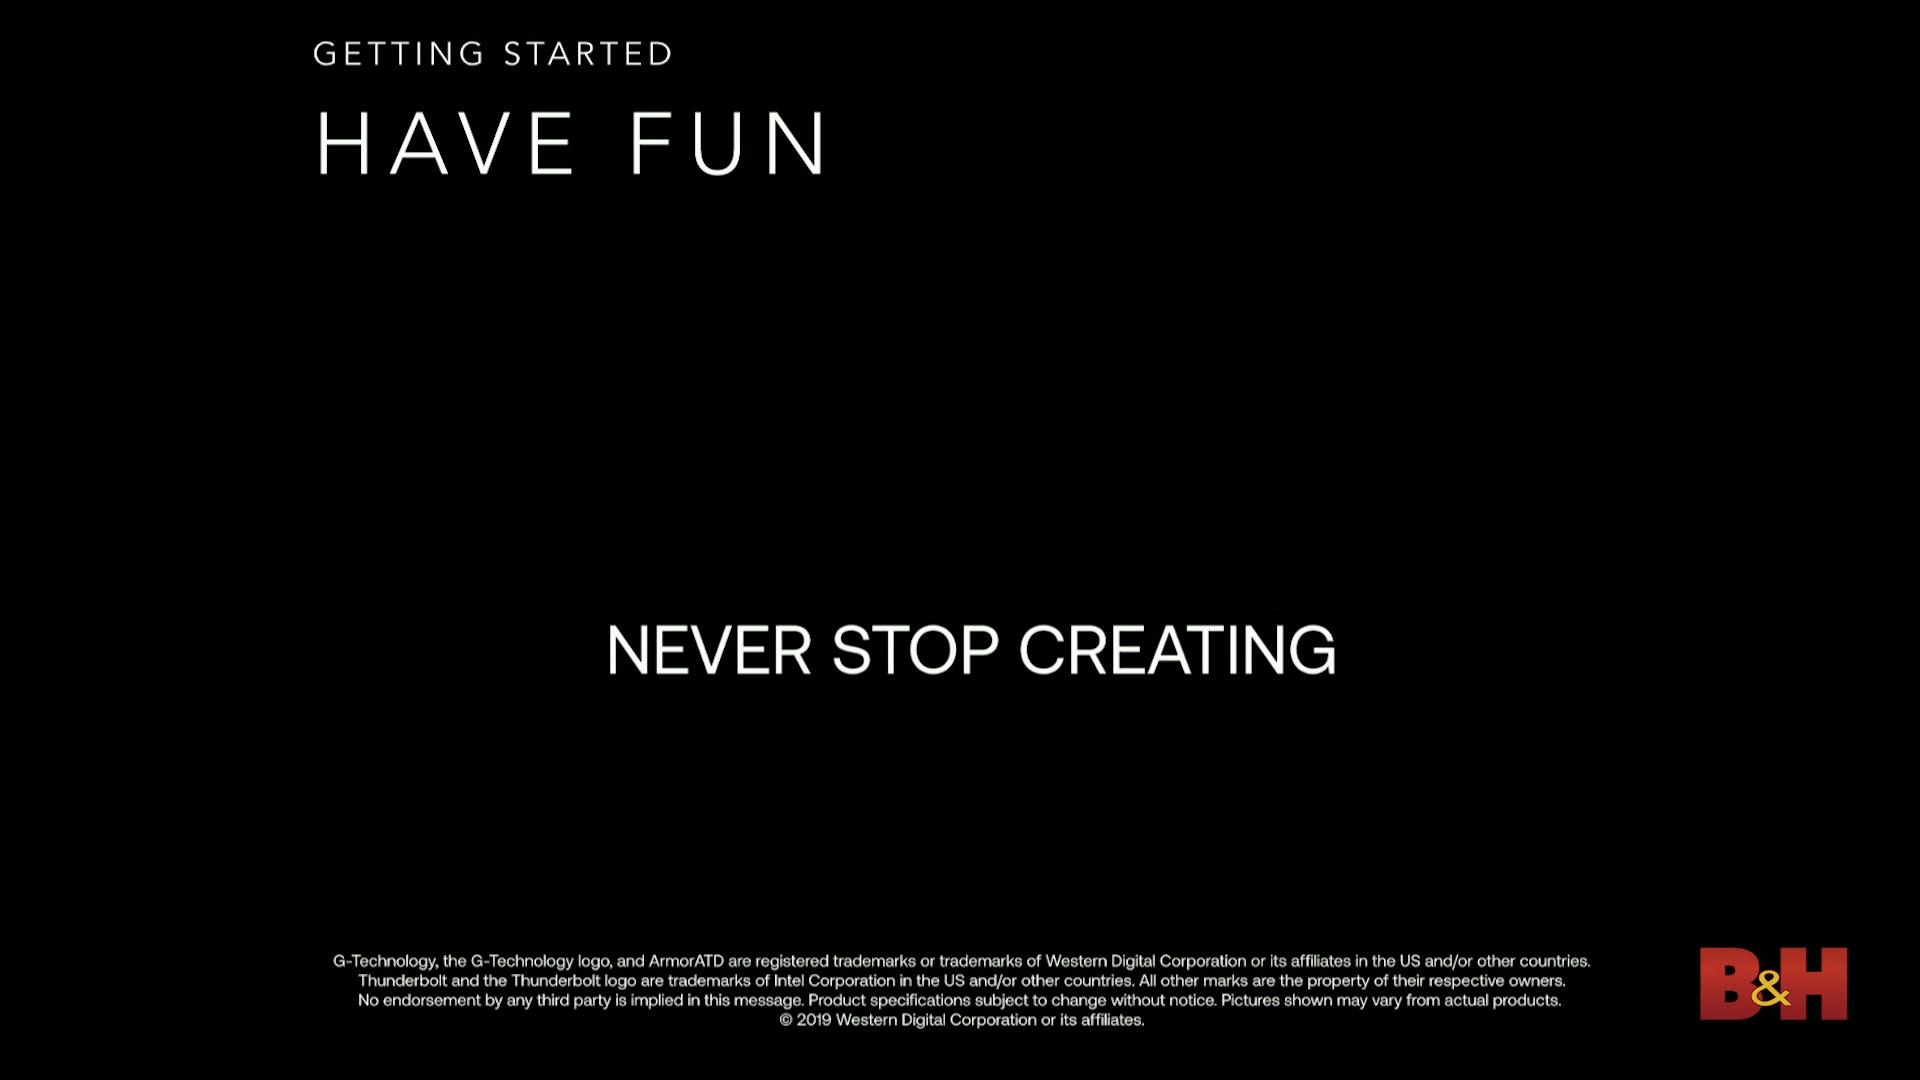 GETTING STARTED
HAVE FUN
NEVER STOP CREATING
G-Technology, the G-Technology logo, and ArmorATD are registered trademarks or trademarks of Western Digital Corporation or its affiliates in the US and/or other countries.
Thunderbolt and the Thunderbolt logo are trademarks of Intel Corporation in the US and/or other countries. All other marks are the property of their respective owners.
No endorsement by any third party is implied in this message. Product specifications subject to change without notice. Pictures shown may vary from actual products.
© 2019 Western Digital Corporation or its affiliates.
B&H